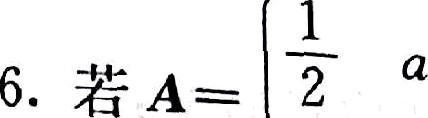 6. 若 A= [ 1/2 a